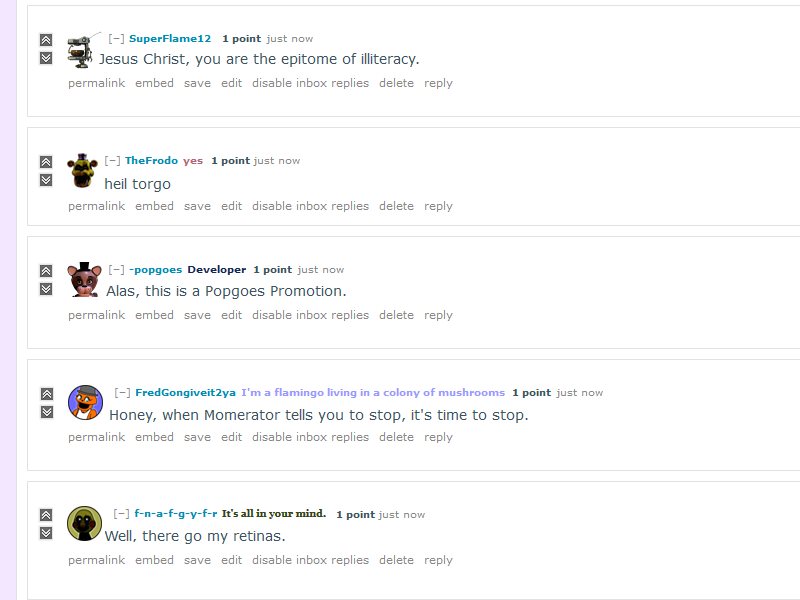 [–] SuperFlame12 1 point just now
Jesus Christ, you are the epitome of illiteracy.
permalink embed save edit disable inbox replies delete reply
[–] TheFrodo yes 1 point just now
heil torgo
permalink embed save edit disable inbox replies delete reply
[–] -popgoes Developer 1 point just now
Alas, this is a Popgoes Promotion.
permalink embed save edit disable inbox replies delete reply
[–] FredGongiveit2ya I'm a flamingo living in a colony of mushrooms 1 point just now
Honey, when Momerator tells you to stop, it's time to stop.
permalink embed save edit disable inbox replies delete reply
[–] f-n-a-f-g-y-f-r It's all in your mind. 1 point just now
Well, there go my retinas.
permalink embed save edit disable inbox replies delete reply